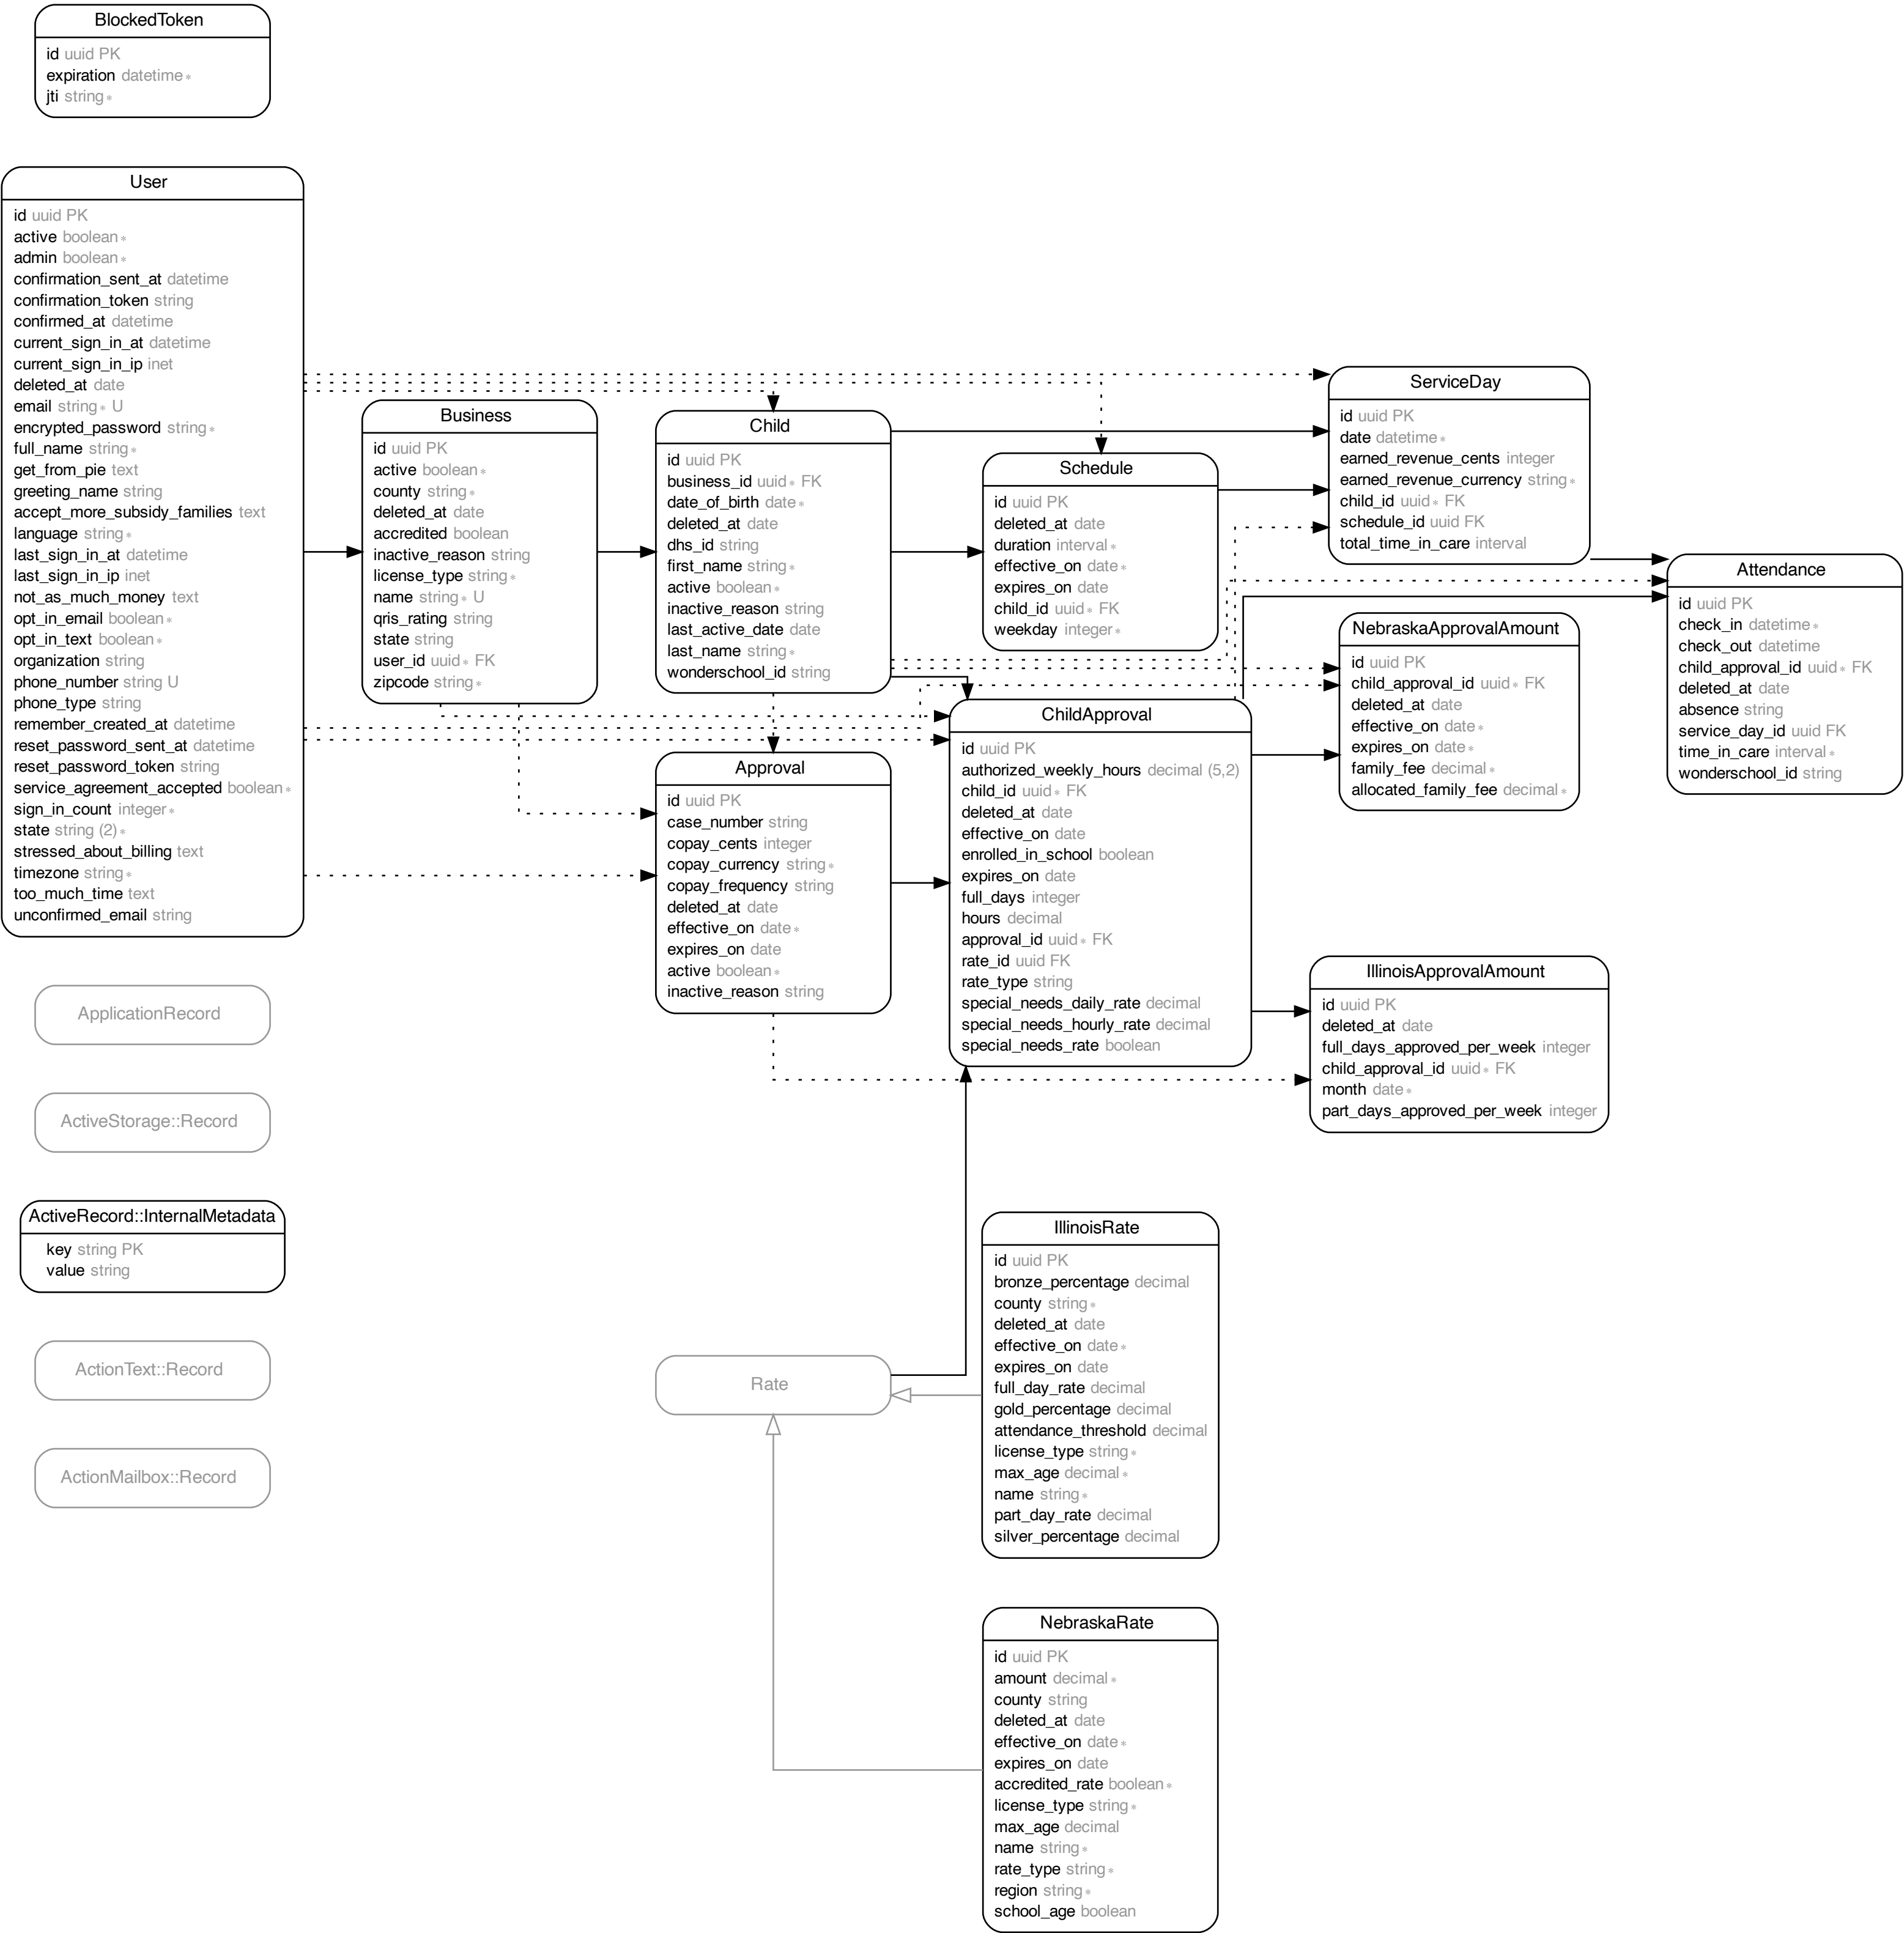 BlockedToken
id uuid PK
expiration datetime *
jti string *
User
id uuid PK
active boolean *
admin boolean *
confirmation_sent_at datetime
confirmation_token string
confirmed_at datetime
current_sign_in_at datetime
current_sign_in_ip inet
deleted_at date
email string * U
encrypted_password string *
full_name string *
get_from_pie text
greeting_name string
accept_more_subsidy_families text
language string *
last_sign_in_at datetime
last_sign_in_ip inet
not_as_much_money text
opt_in_email boolean *
opt_in_text boolean *
organization string
phone_number string U
phone_type string
remember_created_at datetime
reset_password_sent_at datetime
reset_password_token string
service_agreement_accepted boolean *
sign_in_count integer *
state string (2) *
stressed_about_billing text
timezone string *
too_much_time text
unconfirmed_email string
Business
id uuid PK
active boolean *
county string *
deleted_at date
accredited boolean
inactive_reason string
license_type string *
name string * U
qris_rating string
state string
user_id uuid * FK
zipcode string *
Child
id uuid PK
business_id uuid * FK
date_of_birth date *
deleted_at date
dhs_id string
first_name string *
active boolean *
inactive_reason string
last_active_date date
last_name string *
wonderschool_id string
Schedule
id uuid PK
deleted_at date
duration interval *
effective_on date *
expires_on date
child_id uuid * FK
weekday integer *
ServiceDay
id uuid PK
date datetime *
earned_revenue_cents integer
earned_revenue_currency string *
child_id uuid * FK
schedule_id uuid FK
total_time_in_care interval
Attendance
id uuid PK
check_in datetime *
check_out datetime
child_approval_id uuid * FK
deleted_at date
absence string
service_day_id uuid FK
time_in_care interval *
wonderschool_id string
NebraskaApprovalAmount
id uuid PK
child_approval_id uuid * FK
deleted_at date
effective_on date *
expires_on date *
family_fee decimal *
allocated_family_fee decimal *
Approval
id uuid PK
case_number string
copay_cents integer
copay_currency string *
copay_frequency string
deleted_at date
effective_on date *
expires_on date
active boolean *
inactive_reason string
ChildApproval
id uuid PK
authorized_weekly_hours decimal (5,2)
child_id uuid * FK
deleted_at date
effective_on date
enrolled_in_school boolean
expires_on date
full_days integer
hours decimal
approval_id uuid * FK
rate_id uuid FK
rate_type string
special_needs_daily_rate decimal
special_needs_hourly_rate decimal
special_needs_rate boolean
IllinoisApprovalAmount
id uuid PK
deleted_at date
full_days_approved_per_week integer
child_approval_id uuid * FK
month date *
part_days_approved_per_week integer
ApplicationRecord
ActiveStorage::Record
ActiveRecord::InternalMetadata
key string PK
value string
ActionText::Record
ActionMailbox::Record
Rate
IllinoisRate
id uuid PK
bronze_percentage decimal
county string *
deleted_at date
effective_on date *
expires_on date
full_day_rate decimal
gold_percentage decimal
attendance_threshold decimal
license_type string *
max_age decimal *
name string *
part_day_rate decimal
silver_percentage decimal
NebraskaRate
id uuid PK
amount decimal *
county string
deleted_at date
effective_on date *
expires_on date
accredited_rate boolean *
license_type string *
max_age decimal
name string *
rate_type string *
region string *
school_age boolean